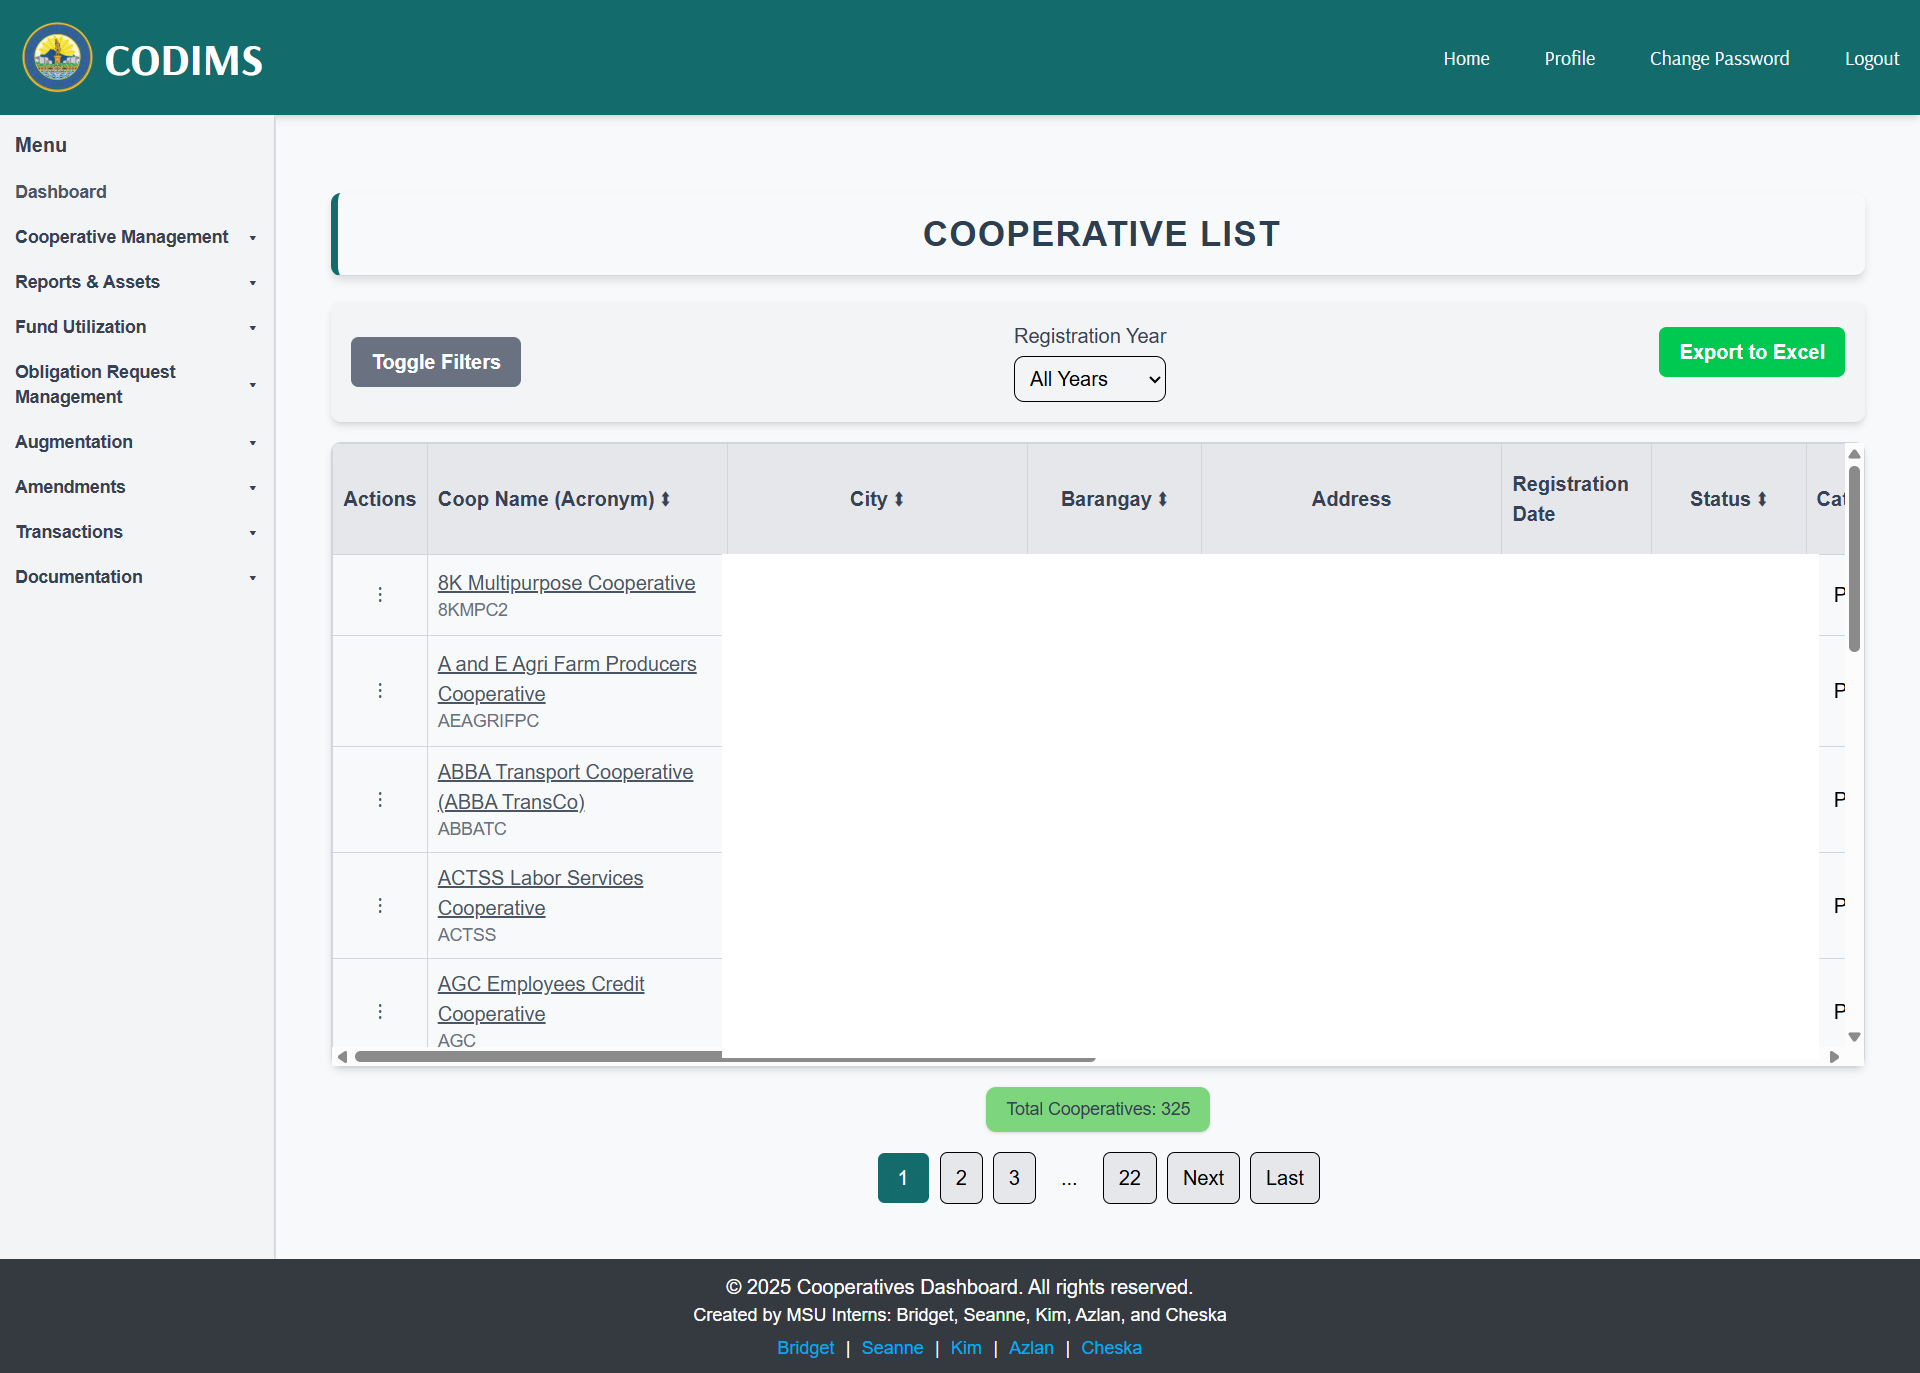 CODIMS
Home
Profile
Change Password
Logout
Menu
Dashboard
Cooperative Management
Reports & Assets
Fund Utilization
Obligation Request
Management
Augmentation
Amendments
Transactions
Documentation
COOPERATIVE LIST
Toggle Filters
Registration Year
All Years
Export to Excel
Actions
Coop Name (Acronym)
City
Barangay
Address
Registration
Date
Status
Cat
8K Multipurpose Cooperative
8KMPC2
P
A and E Agri Farm Producers
Cooperative
AEAGRIFPC
P
ABBA Transport Cooperative
(ABBA TransCo)
ABBATC
P
ACTSS Labor Services
Cooperative
ACTSS
P
AGC Employees Credit
Cooperative
AGC
P
Total Cooperatives: 325
1
2
3
...
22
Next
Last
© 2025 Cooperatives Dashboard. All rights reserved.
Created by MSU Interns: Bridget, Seanne, Kim, Azlan, and Cheska
Bridget | Seanne | Kim | Azlan | Cheska